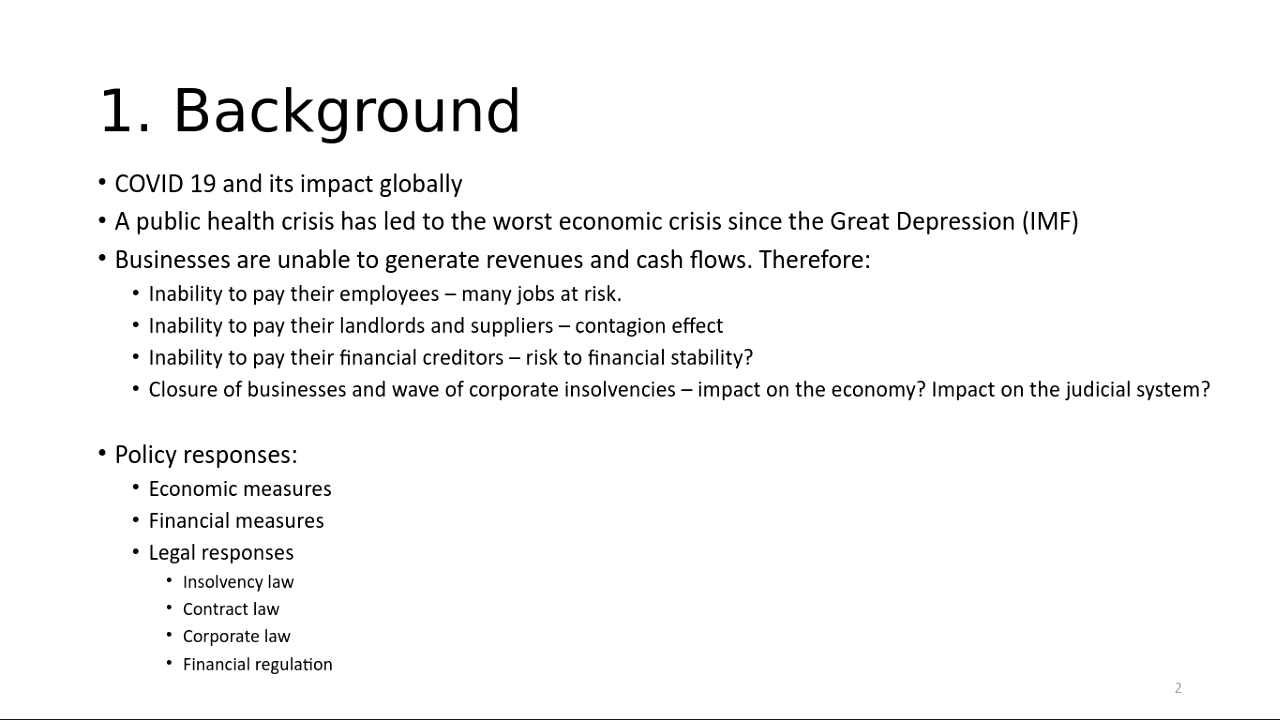 1. Background
• COVID 19 and its impact globally
• A public health crisis has led to the worst economic crisis since the Great Depression (IMF)
• Businesses are unable to generate revenues and cash flows. Therefore:
• Inability to pay their employees – many jobs at risk.
• Inability to pay their landlords and suppliers – contagion effect
• Inability to pay their financial creditors – risk to financial stability?
• Closure of businesses and wave of corporate insolvencies – impact on the economy? Impact on the judicial system?
• Policy responses:
• Economic measures
• Financial measures
• Legal responses
• Insolvency law
• Contract law
• Corporate law
• Financial regulation
2